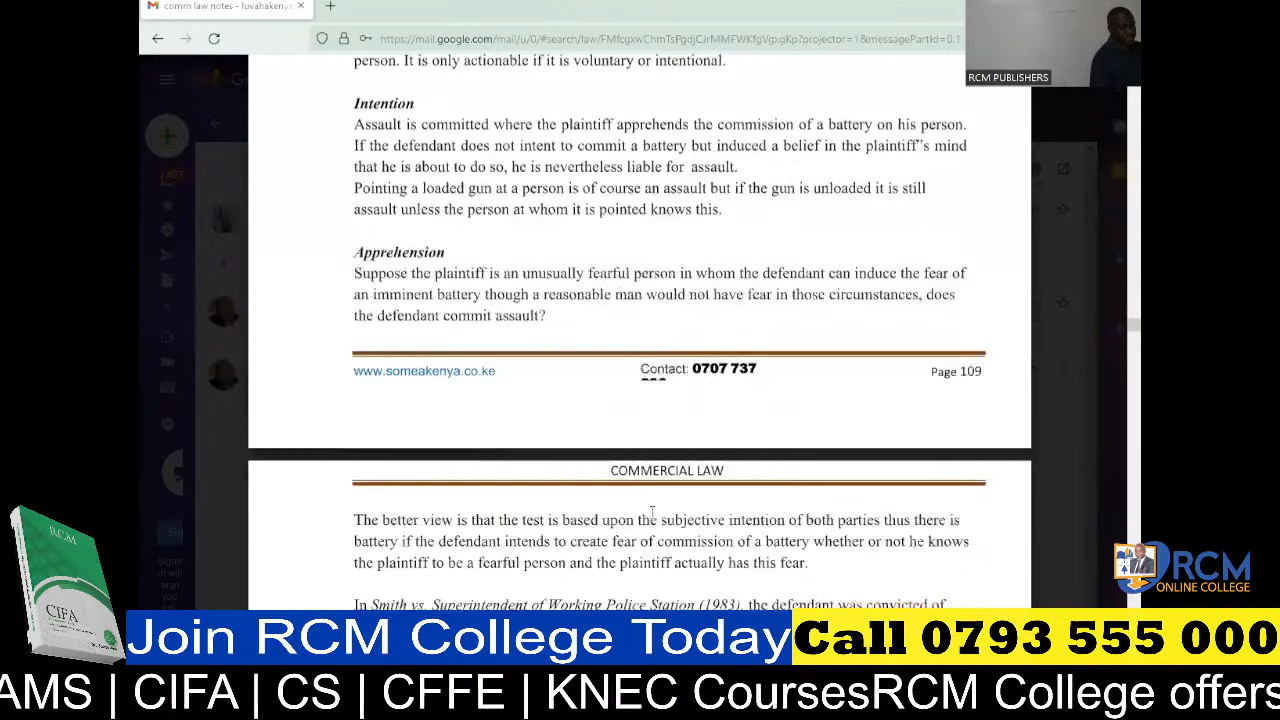 comm law notes - luvahakenya
https://mail.google.com/mail/u/0/#search/law/
RCM PUBLISHERS
person. It is only actionable if it is voluntary or intentional.
Intention
Assault is committed where the plaintiff apprehends the commission of a battery on his person.
If the defendant does not intent to commit a battery but induced a belief in the plaintiff's mind
that he is about to do so, he is nevertheless liable for assault.
Pointing a loaded gun at a person is of course an assault but if the gun is unloaded it is still
assault unless the person at whom it is pointed knows this.
Apprehension
Suppose the plaintiff is an unusually fearful person in whom the defendant can induce the fear of
an imminent battery though a reasonable man would not have fear in those circumstances, does
the defendant commit assault?
www.someakenya.co.ke Contact: 0707 737 Page 109
COMMERCIAL LAW
The better view is that the test is based upon the subjective intention of both parties thus there is
battery if the defendant intends to create fear of commission of a battery whether or not he knows
the plaintiff to be a fearful person and the plaintiff actually has this fear.
In Smith vs. Superintendent of Working Police Station (1983), the defendant was convicted of
RCM
CIFA
RCM
ONLINE COLLEGE
Join RCM College Today Call 0793 555 000
AMS | CIFA | CS | CFFE | KNEC CoursesRCM College offers